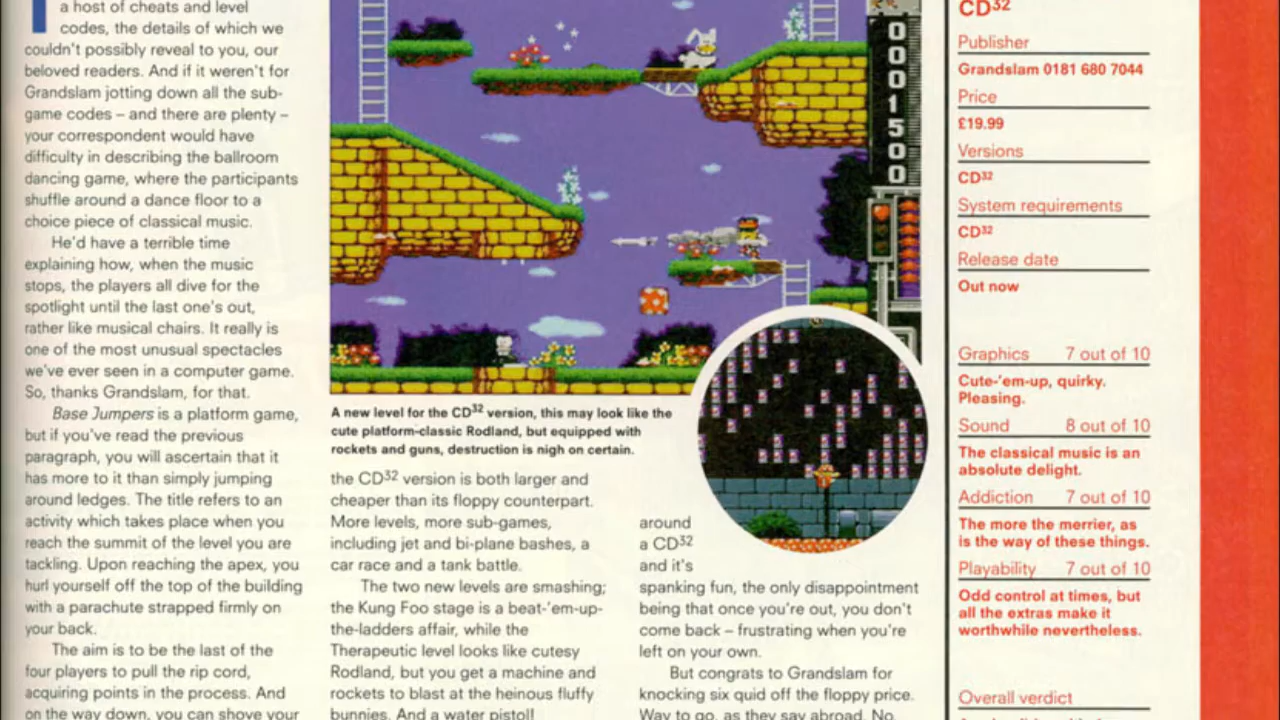 a host of cheats and level
codes, the details of which we
couldn't possibly reveal to you, our
beloved readers. And if it weren't for
Grandslam jotting down all the sub-
game codes – and there are plenty –
your correspondent would have
difficulty in describing the ballroom
dancing game, where the participants
shuffle around a dance floor to a
choice piece of classical music.
He'd have a terrible time
explaining how, when the music
stops, the players all dive for the
spotlight until the last one's out,
rather like musical chairs. It really is
one of the most unusual spectacles
we've ever seen in a computer game.
So, thanks Grandslam, for that.
Base Jumpers is a platform game,
but if you've read the previous
paragraph, you will ascertain that it
has more to it than simply jumping
around ledges. The title refers to an
activity which takes place when you
reach the summit of the level you are
tackling. Upon reaching the apex, you
hurl yourself off the top of the building
with a parachute strapped firmly on
your back.
The aim is to be the last of the
four players to pull the rip cord,
acquiring points in the process. And
on the way down, you can shove your
0001500
A new level for the CD32 version, this may look like the
cute platform-classic Rodland, but equipped with
rockets and guns, destruction is nigh on certain.
the CD32 version is both larger and
cheaper than its floppy counterpart.
More levels, more sub-games,
including jet and bi-plane bashes, a
car race and a tank battle.
The two new levels are smashing;
the Kung Foo stage is a beat-'em-up-
the-ladders affair, while the
Therapeutic level looks like cutesy
Rodland, but you get a machine and
rockets to blast at the heinous fluffy
bunnies. And a water pistol!
around
a CD32
and it's
spanking fun, the only disappointment
being that once you're out, you don't
come back – frustrating when you're
left on your own.
But congrats to Grandslam for
knocking six quid off the floppy price.
Way to go, as they say abroad. No,
CD32
Publisher
Grandslam 0181 680 7044
Price
£19.99
Versions
CD32
System requirements
CD32
Release date
Out now
Graphics 7 out of 10
Cute-'em-up, quirky.
Pleasing.
Sound 8 out of 10
The classical music is an
absolute delight.
Addiction 7 out of 10
The more the merrier, as
is the way of these things.
Playability 7 out of 10
Odd control at times, but
all the extras make it
worthwhile nevertheless.
Overall verdict